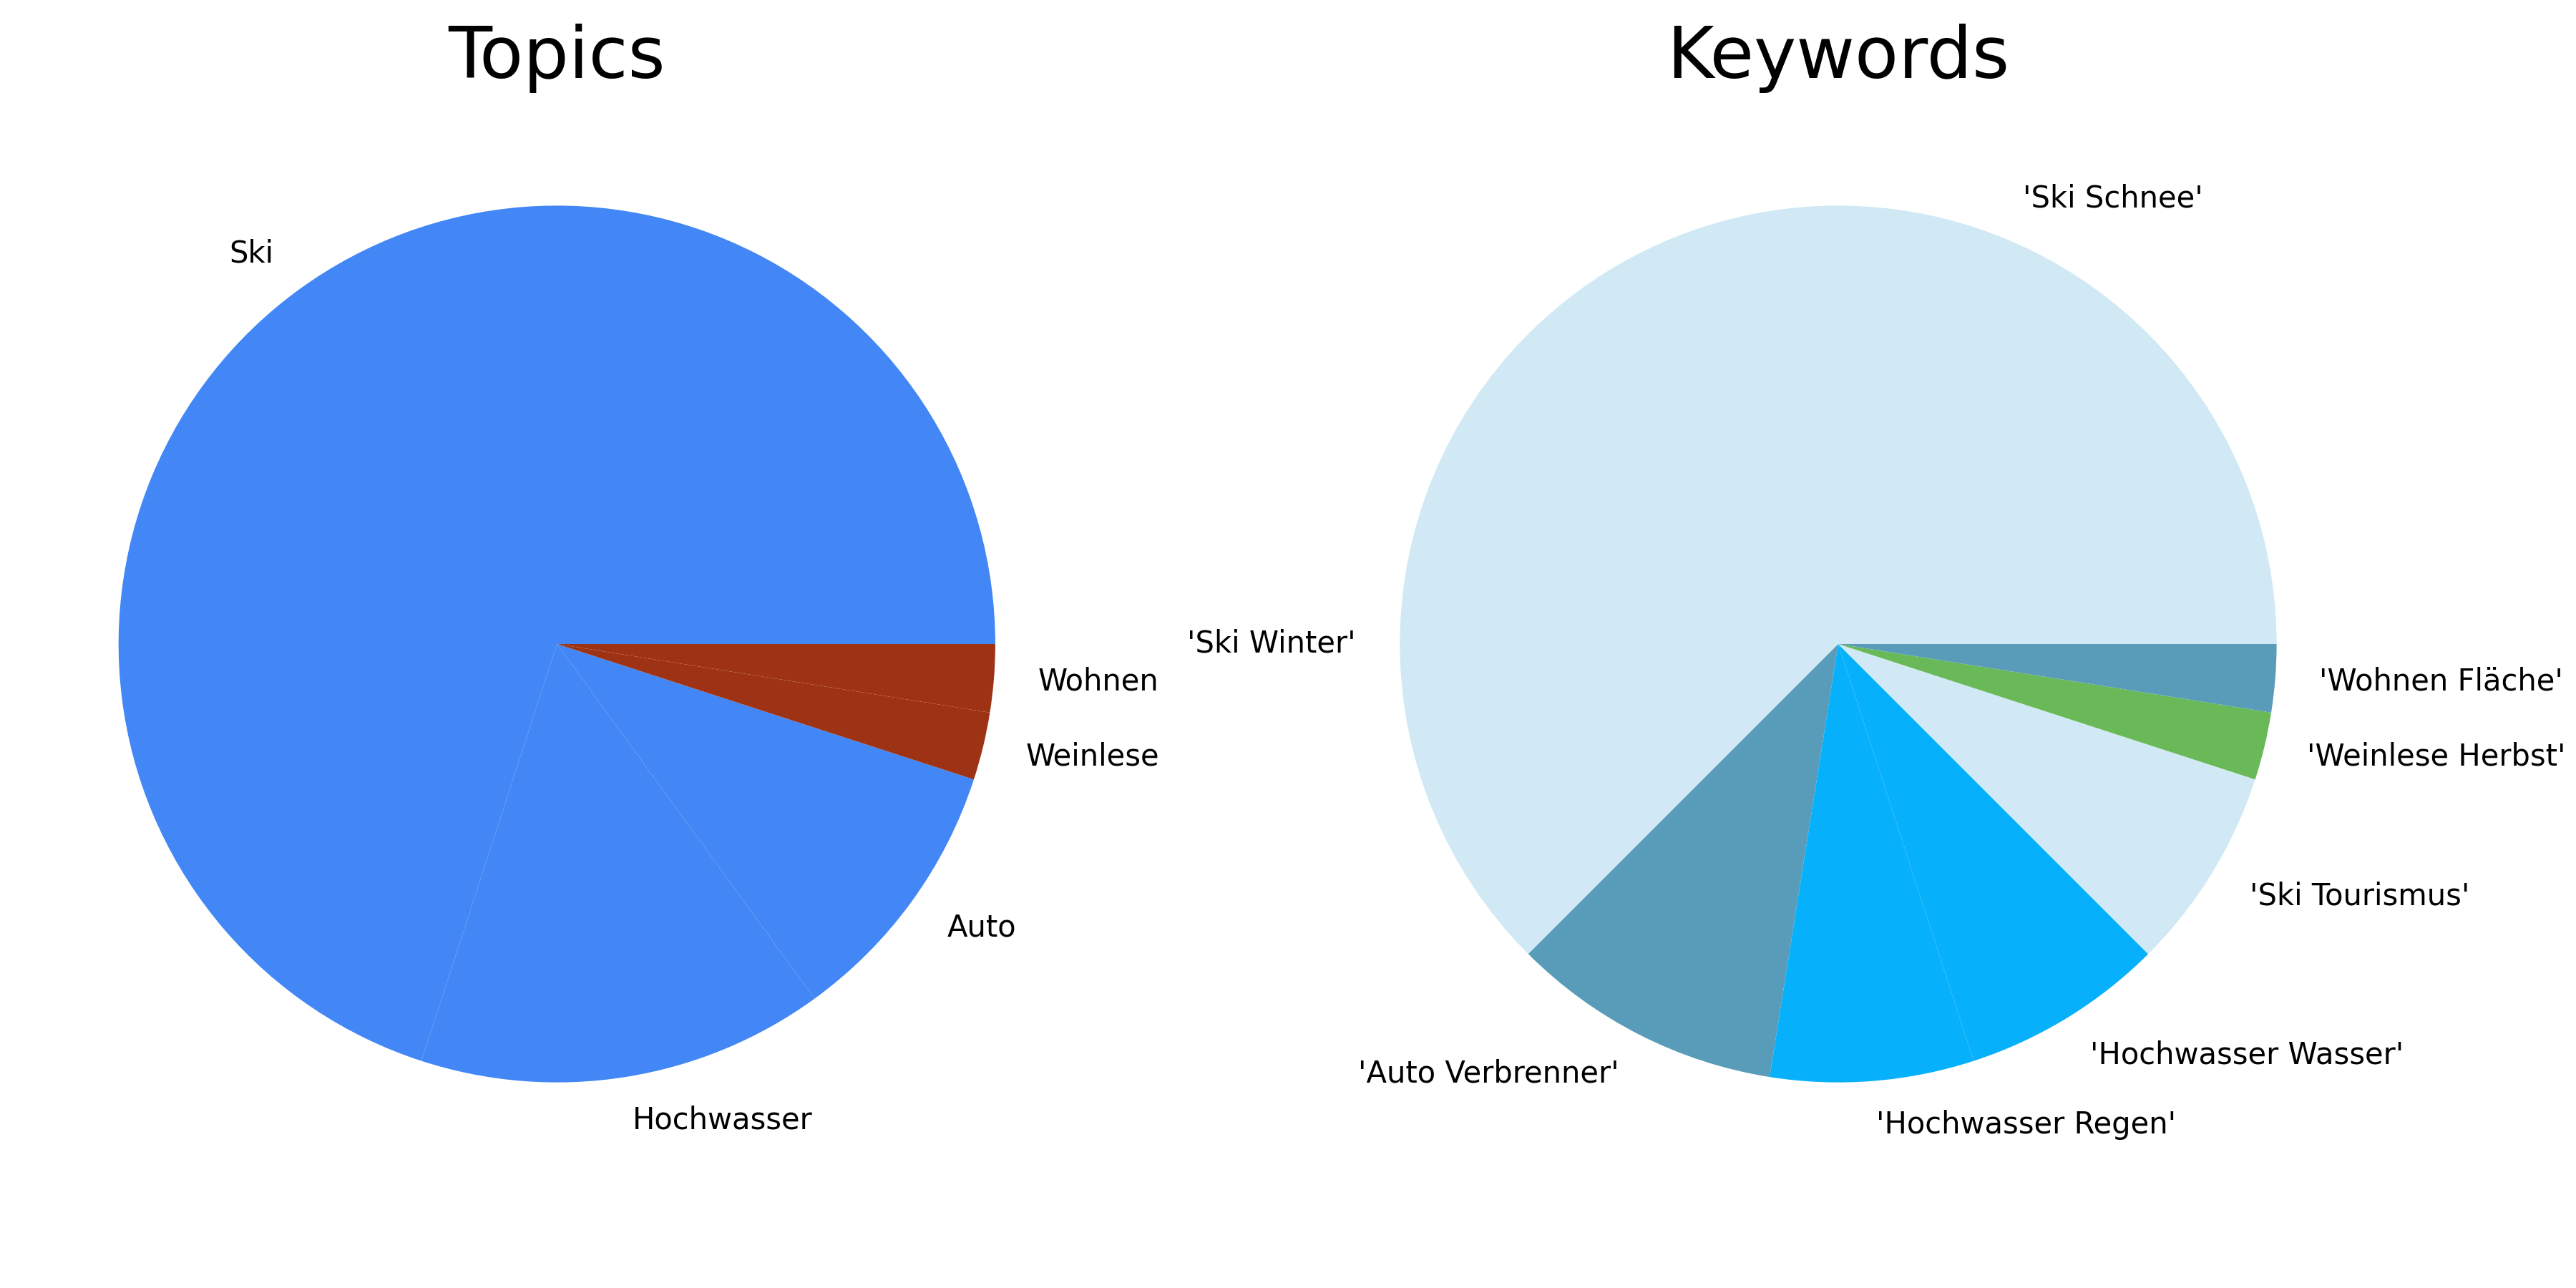 Topics
Ski
Wohnen
Weinlese
Auto
Hochwasser
Keywords
'Ski Schnee'
'Ski Winter'
'Wohnen Fläche'
'Weinlese Herbst'
'Ski Tourismus'
'Hochwasser Wasser'
'Auto Verbrenner'
'Hochwasser Regen'